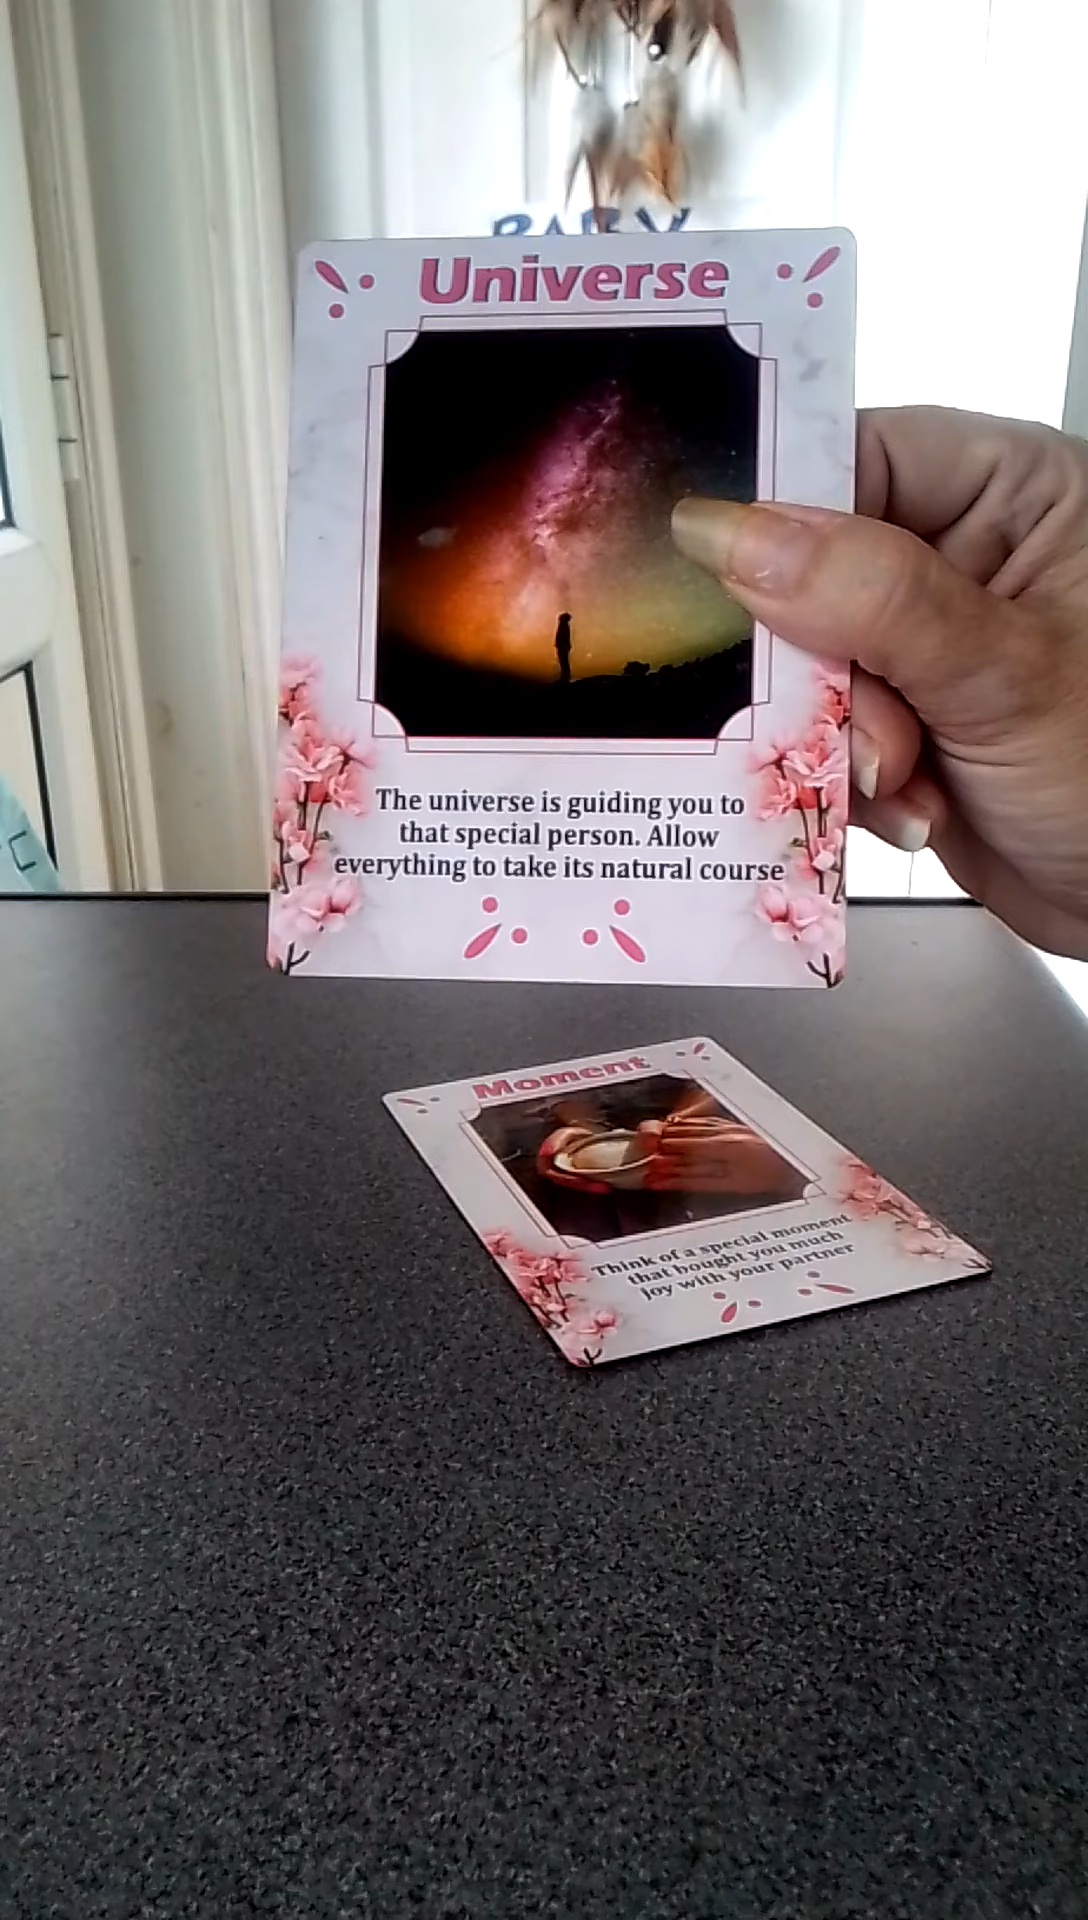 BABY
Universe
The universe is guiding you to
that special person. Allow
everything to take its natural course
Moment
Think of a special moment
that bought you much
joy with your partner